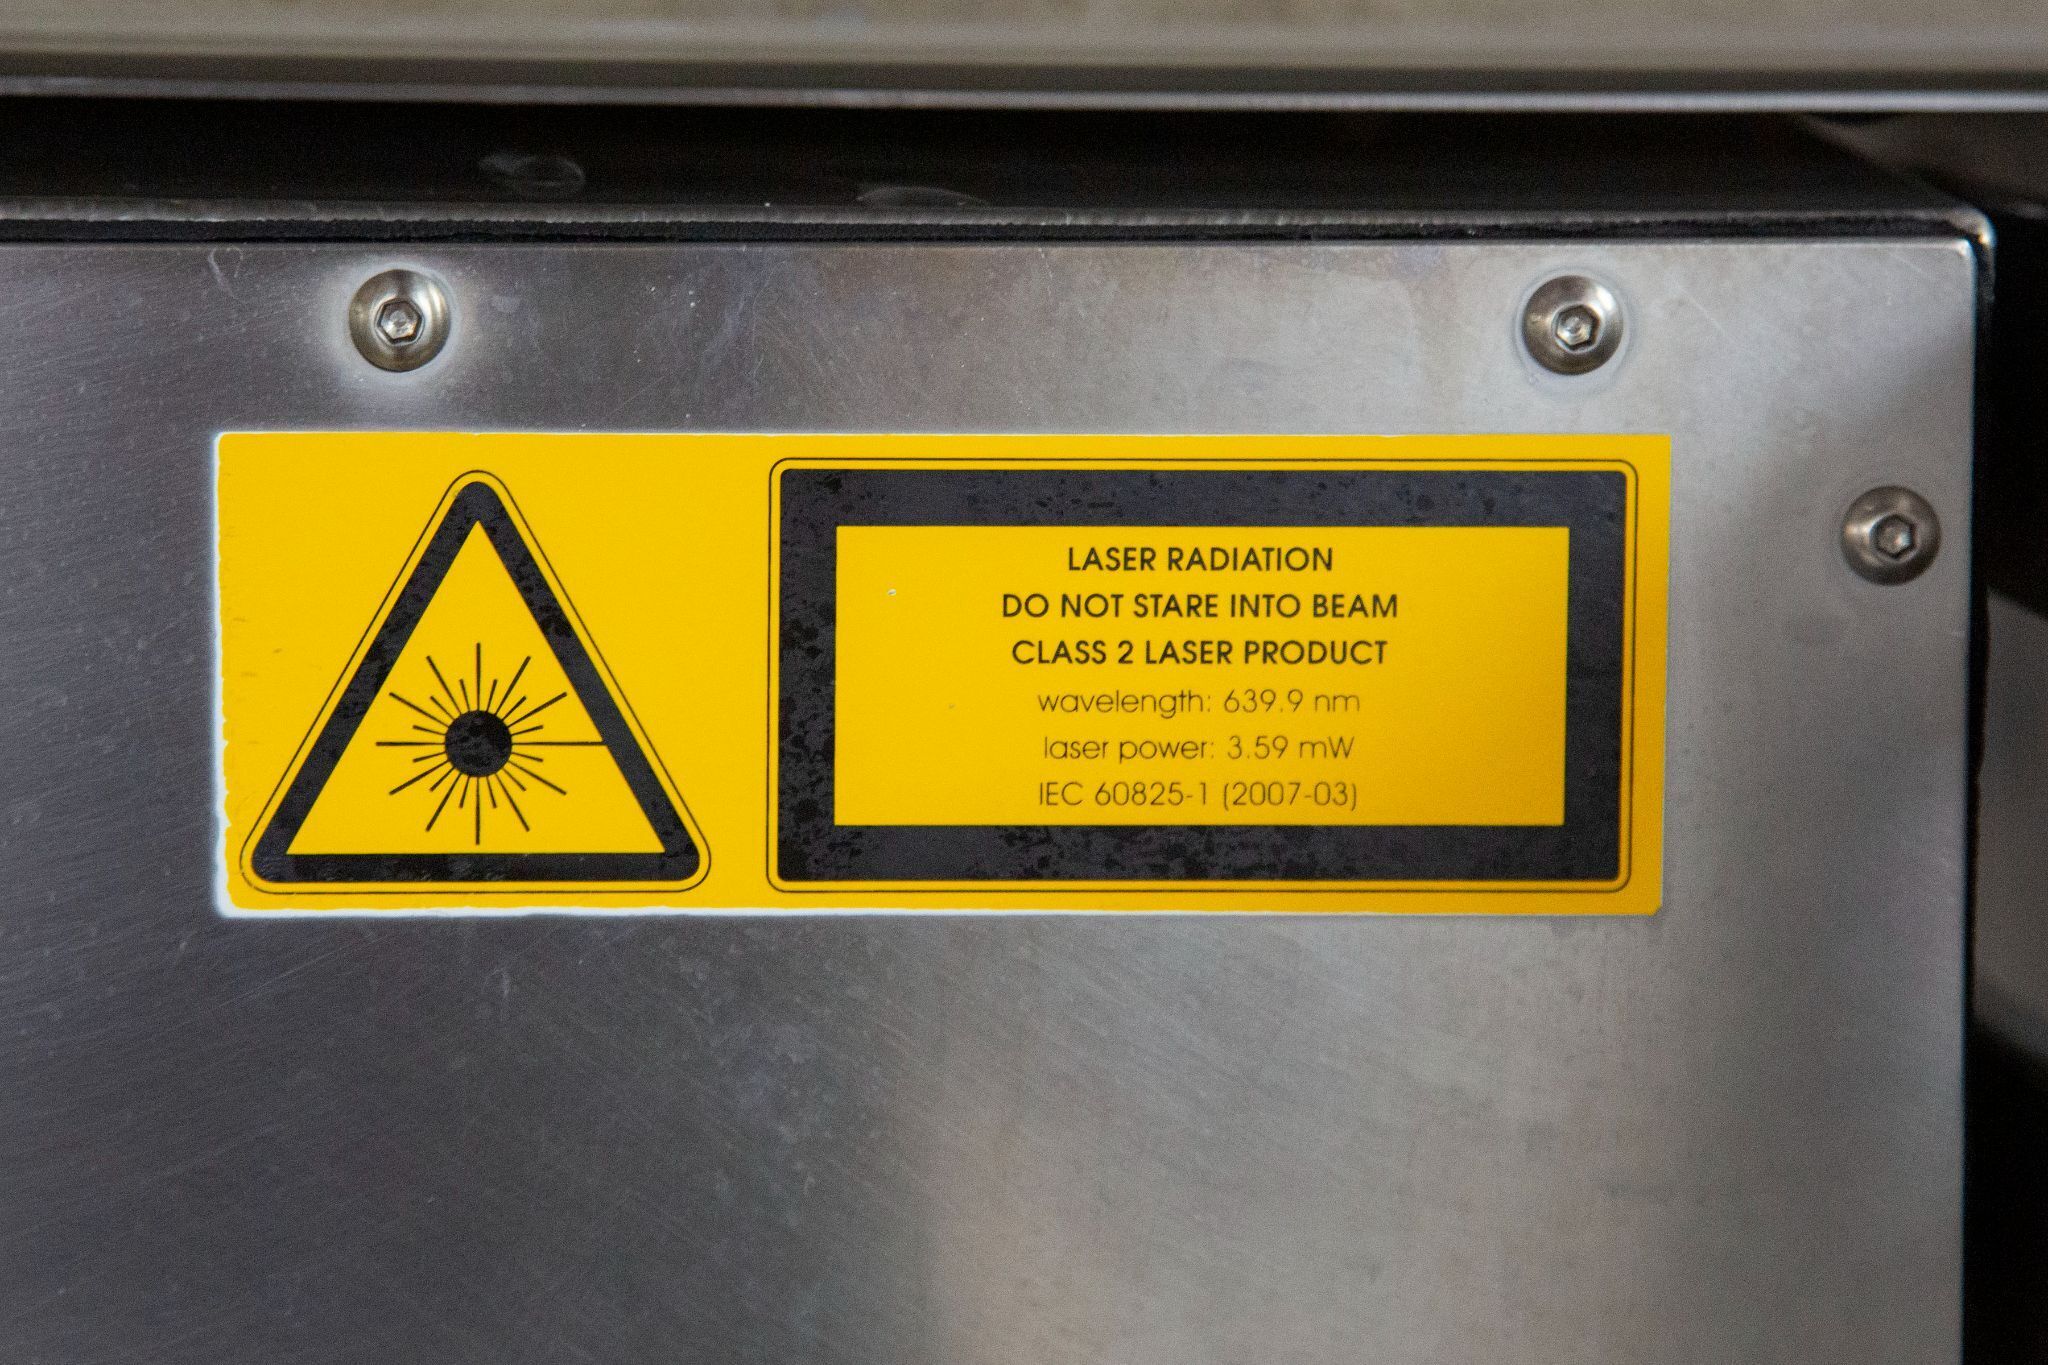 LASER RADIATION
DO NOT STARE INTO BEAM
CLASS 2 LASER PRODUCT
wavelength: 639.9 nm
laser power: 3.59 mW
IEC 60825-1 (2007-03)